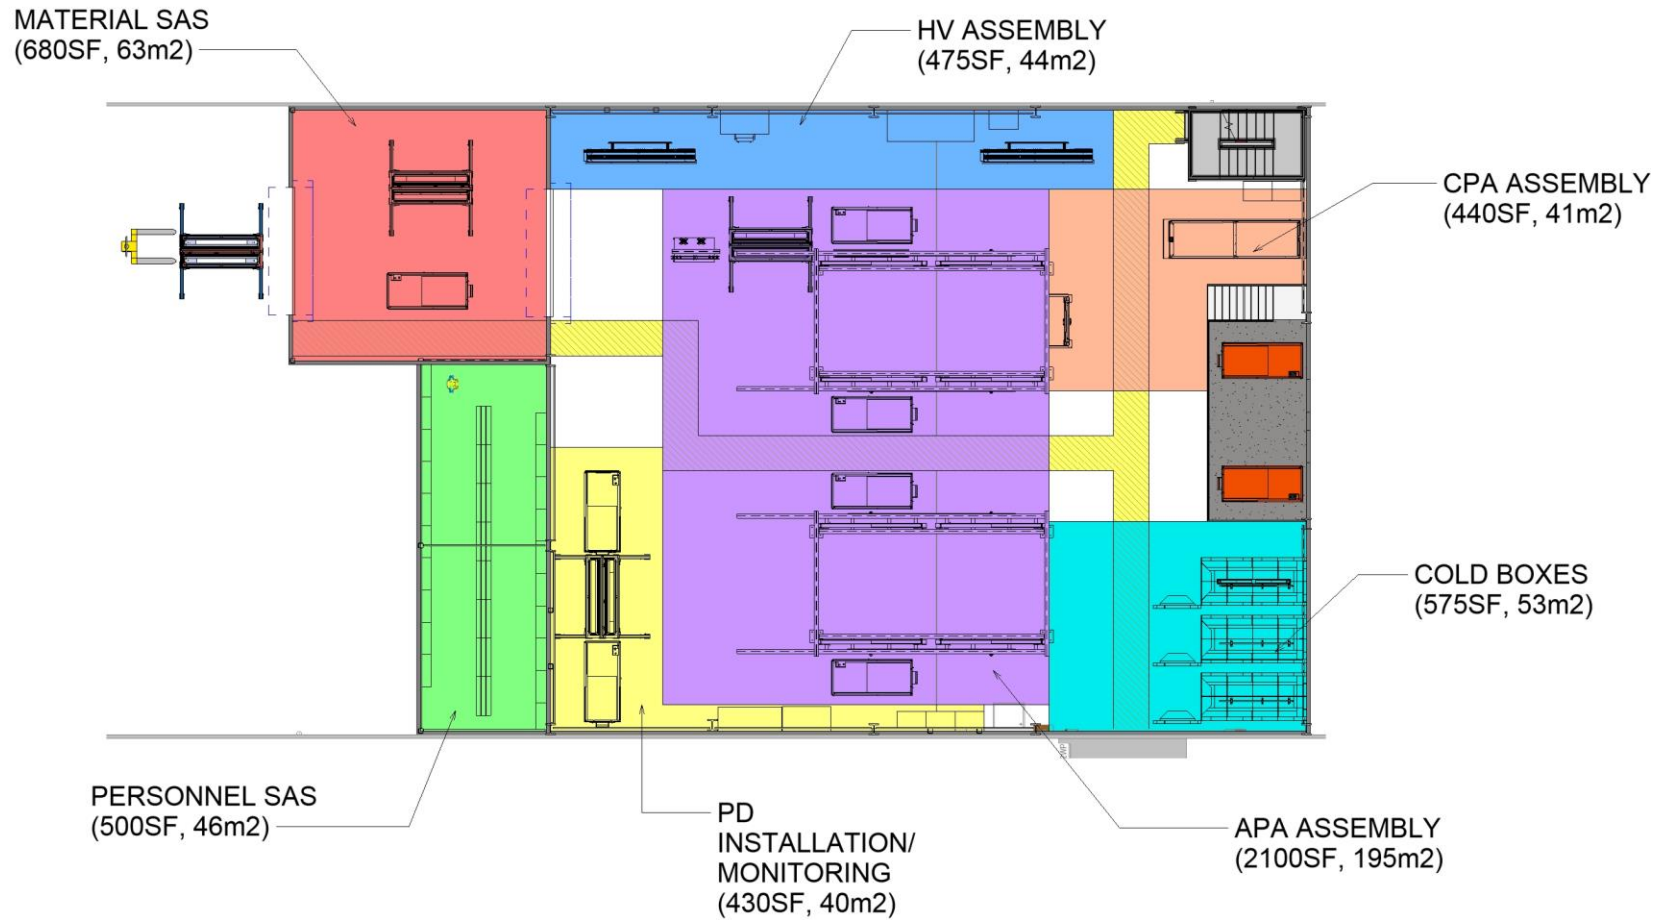 MATERIAL SAS
(680SF, 63m2)
HV ASSEMBLY
(475SF, 44m2)
CPA ASSEMBLY
(440SF, 41m2)
COLD BOXES
(575SF, 53m2)
PERSONNEL SAS
(500SF, 46m2)
PD
INSTALLATION/
MONITORING
(430SF, 40m2)
APA ASSEMBLY
(2100SF, 195m2)